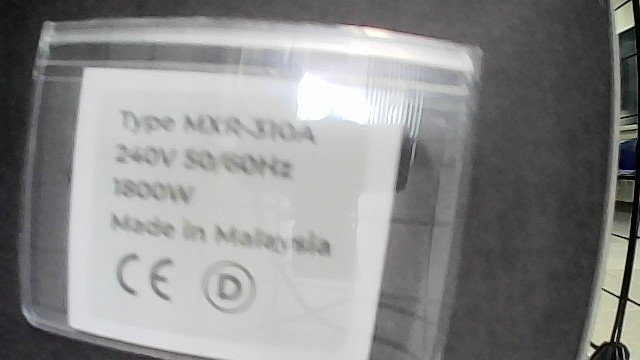 Type MXR-310A
240V 50/60Hz
1800W
Made in Malaysia
CE D